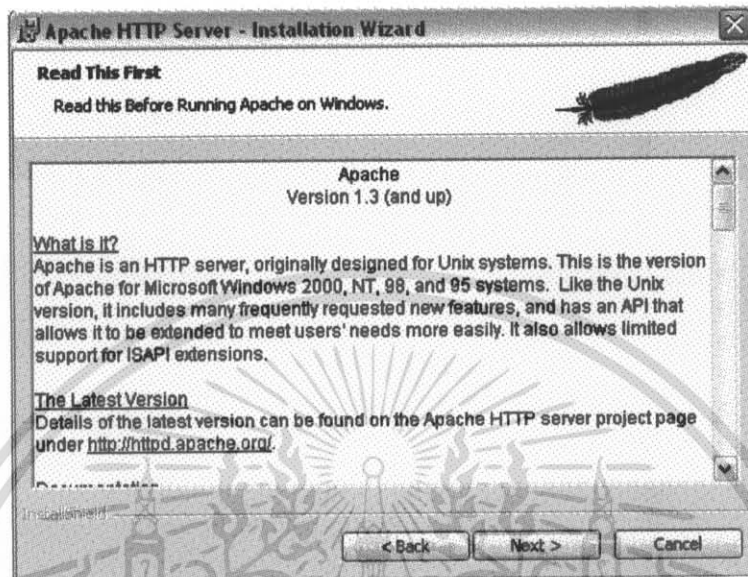 Apache HTTP Server - Installation Wizard
Read This First
Read this Before Running Apache on Windows.
Apache
Version 1.3 (and up)
What is it?
Apache is an HTTP server, originally designed for Unix systems. This is the version
of Apache for Microsoft Windows 2000, NT, 98, and 95 systems. Like the Unix
version, it includes many frequently requested new features, and has an API that
allows it to be extended to meet users' needs more easily. It also allows limited
support for ISAPI extensions.
The Latest Version
Details of the latest version can be found on the Apache HTTP server project page
under http://httpd.apache.org/.
Documentation
InstallShield
< Back
Next >
Cancel